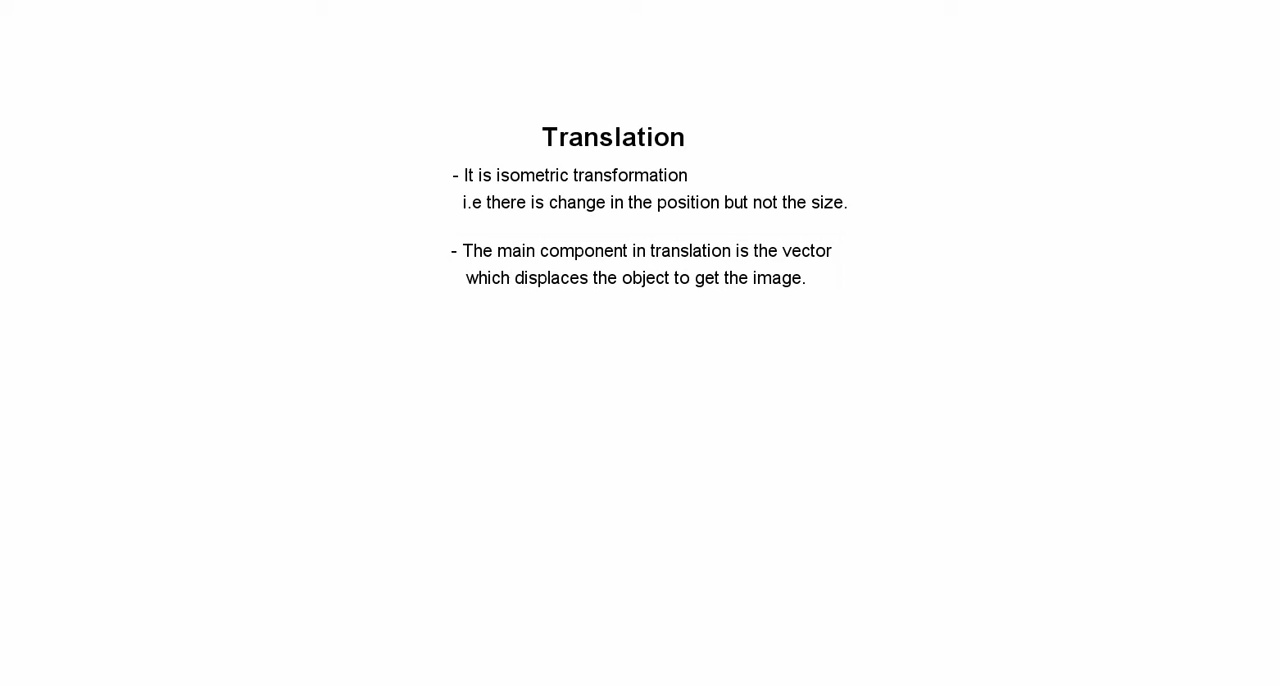 Translation
- It is isometric transformation
i.e there is change in the position but not the size.
- The main component in translation is the vector
which displaces the object to get the image.